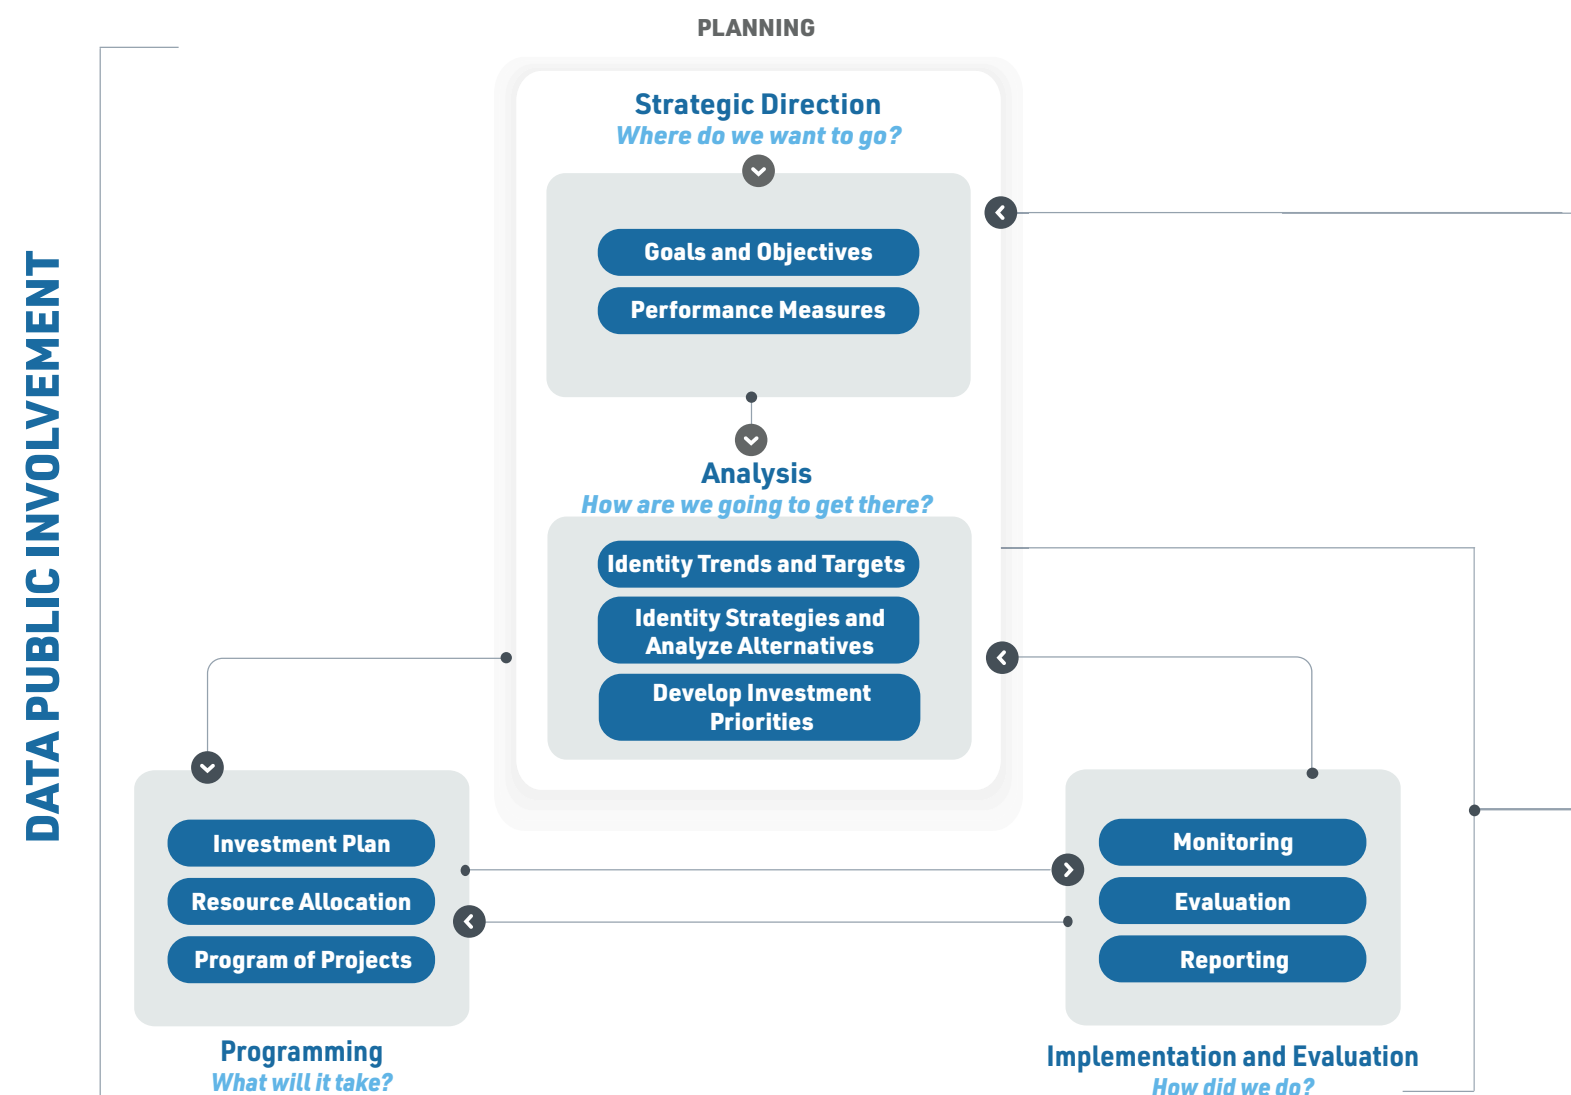 PLANNING
Strategic Direction
Where do we want to go?
Goals and Objectives
Performance Measures
Analysis
How are we going to get there?
Identity Trends and Targets
Identity Strategies and
Analyze Alternatives
Develop Investment
Priorities
DATA PUBLIC INVOLVEMENT
Investment Plan
Resource Allocation
Program of Projects
Programming
What will it take?
Monitoring
Evaluation
Reporting
Implementation and Evaluation
How did we do?